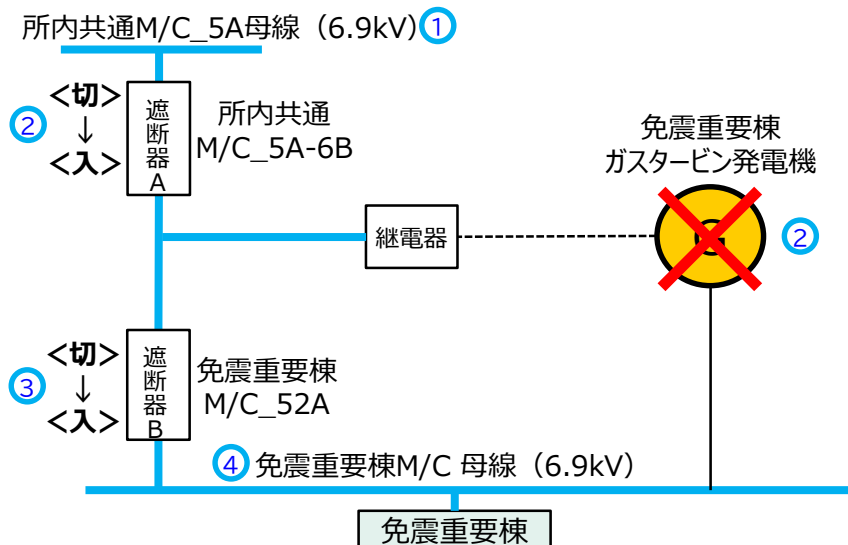 所内共通M/C_5A母線（6.9kV）①
②
＜切＞
↓
＜入＞
遮断器A
所内共通
M/C_5A-6B
免震重要棟
ガスタービン発電機
継電器
G
②
③
＜切＞
↓
＜入＞
遮断器B
免震重要棟
M/C_52A
④免震重要棟M/C 母線（6.9kV）
免震重要棟